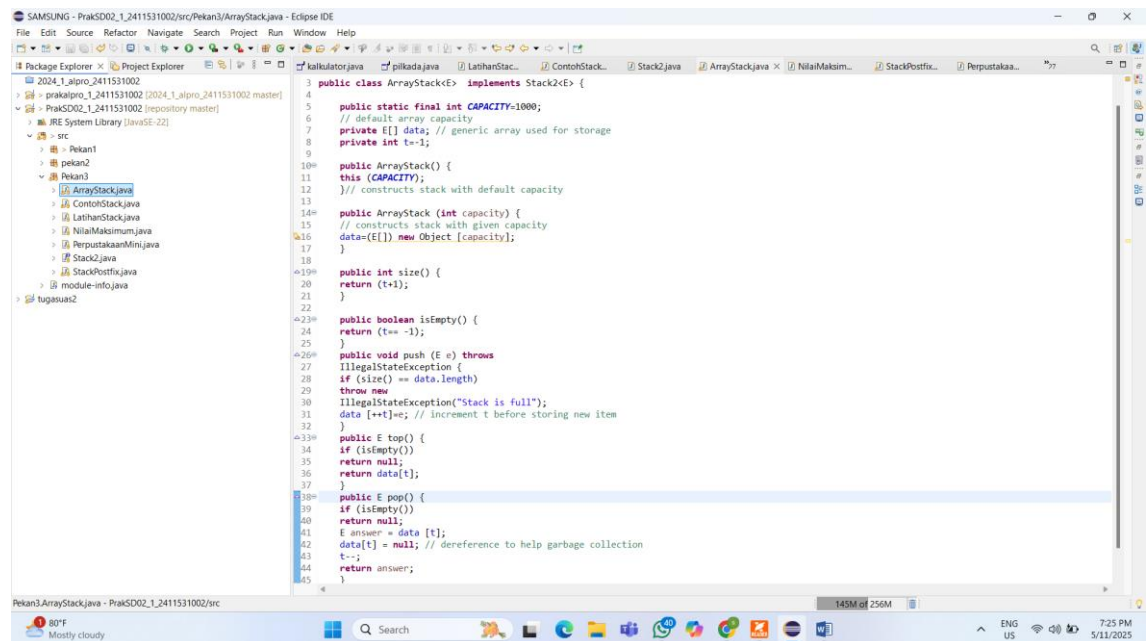 SAMSUNG - PrakSD02_1_2411531002/src/Pekan3/ArrayStack.java - Eclipse IDE
File Edit Source Refactor Navigate Search Project Run Window Help
Package Explorer × Project Explorer
kalkulator.java pilkada.java LatihanStac... ContohStack... Stack2.java ArrayStack.java × NilaiMaksim... StackPostfix... Perpustakaa... »77
2024_1_alpro_2411531002
> prakalpro_1_2411531002 [2024_1_alpro_2411531002 master]
> PrakSD02_1_2411531002 [repository master]
JRE System Library [JavaSE-22]
> src
> Pekan1
> pekan2
Pekan3
ArrayStack.java
ContohStack.java
LatihanStack.java
NilaiMaksimum.java
PerpustakaanMini.java
Stack2.java
StackPostfix.java
module-info.java
tugasuas2
3 public class ArrayStack<E> implements Stack2<E> {
4
5 public static final int CAPACITY=1000;
6 // default array capacity
7 private E[] data; // generic array used for storage
8 private int t=-1;
9
10 public ArrayStack() {
11 this (CAPACITY);
12 }// constructs stack with default capacity
13
14 public ArrayStack (int capacity) {
15 // constructs stack with given capacity
16 data=(E[]) new Object [capacity];
17 }
18
19 public int size() {
20 return (t+1);
21 }
22
23 public boolean isEmpty() {
24 return (t== -1);
25 }
26 public void push (E e) throws
27 IllegalStateException {
28 if (size() == data.length)
29 throw new
30 IllegalStateException("Stack is full");
31 data [++t]=e; // increment t before storing new item
32 }
33 public E top() {
34 if (isEmpty())
35 return null;
36 return data[t];
37 }
38 public E pop() {
39 if (isEmpty())
40 return null;
41 E answer = data [t];
42 data[t] = null; // dereference to help garbage collection
43 t--;
44 return answer;
45 }
Pekan3.ArrayStack.java - PrakSD02_1_2411531002/src
145M of 256M
80°F
Mostly cloudy
Search
ENG
US
7:25 PM
5/11/2025